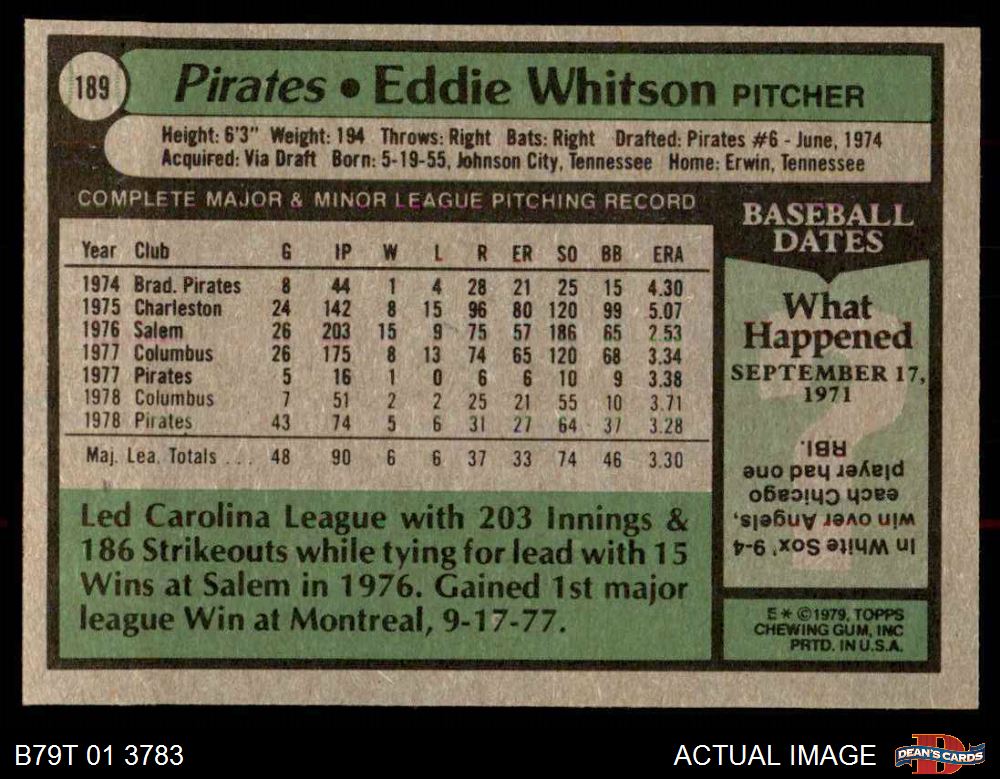 189
Pirates • Eddie Whitson PITCHER
Height: 6'3" Weight: 194 Throws: Right Bats: Right Drafted: Pirates #6 - June, 1974
Acquired: Via Draft Born: 5-19-55, Johnson City, Tennessee Home: Erwin, Tennessee
COMPLETE MAJOR & MINOR LEAGUE PITCHING RECORD
Year Club G IP W L R ER SO BB ERA
1974 Brad. Pirates 8 44 1 4 28 21 25 15 4.30
1975 Charleston 24 142 8 15 96 80 120 99 5.07
1976 Salem 26 203 15 9 75 57 186 65 2.53
1977 Columbus 26 175 8 13 74 65 120 68 3.34
1977 Pirates 5 16 1 0 6 6 10 9 3.38
1978 Columbus 7 51 2 2 25 21 55 10 3.71
1978 Pirates 43 74 5 6 31 27 64 37 3.28
Maj. Lea. Totals ... 48 90 6 6 37 33 74 46 3.30
Led Carolina League with 203 Innings &
186 Strikeouts while tying for lead with 15
Wins at Salem in 1976. Gained 1st major
league Win at Montreal, 9-17-77.
BASEBALL
DATES
What
Happened
SEPTEMBER 17,
1971
In White Sox' 9-4
win over Angels,
each Chicago
player had one
RBI.
E * ©1979, TOPPS
CHEWING GUM, INC
PRTD. IN U.S.A.
B79T 01 3783
ACTUAL IMAGE
D
DEAN'S CARDS